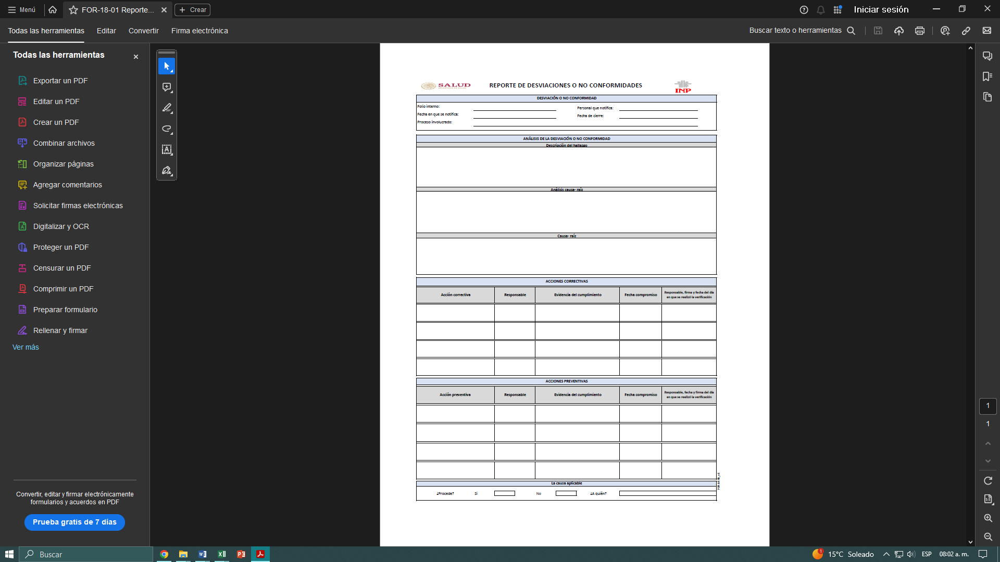 Menú
FOR-18-01 Reporte...
Crear
Iniciar sesión
Todas las herramientas
Editar
Convertir
Firma electrónica
Buscar texto o herramientas
Todas las herramientas
Exportar un PDF
Editar un PDF
Crear un PDF
Combinar archivos
Organizar páginas
Agregar comentarios
Solicitar firmas electrónicas
Digitalizar y OCR
Proteger un PDF
Censurar un PDF
Comprimir un PDF
Preparar formulario
Rellenar y firmar
Ver más
Convertir, editar y firmar electrónicamente
formularios y acuerdos en PDF
Prueba gratis de 7 días
SALUD
SECRETARÍA DE SALUD
REPORTE DE DESVIACIONES O NO CONFORMIDADES
INP
DESVIACIÓN O NO CONFORMIDAD
Folio interno:
Personal que notifica:
Fecha en que se notifica:
Fecha de cierre:
Proceso involucrado:
ANÁLISIS DE LA DESVIACIÓN O NO CONFORMIDAD
Descripción del hallazgo
Análisis causa- raíz
Causa- raíz
ACCIONES CORRECTIVAS
Acción correctiva
Responsable
Evidencia del cumplimiento
Fecha compromiso
Responsable, firma y fecha del día
en que se realizó la verificación
ACCIONES PREVENTIVAS
Acción preventiva
Responsable
Evidencia del cumplimiento
Fecha compromiso
Responsable, fecha y firma del día
en que se realizó la verificación
La causa aplicable
¿Procede?
Sí
No
¿A quién?
FOR-18-01_v1
1
1
Buscar
1
15°C Soleado
ESP
08:02 a. m.